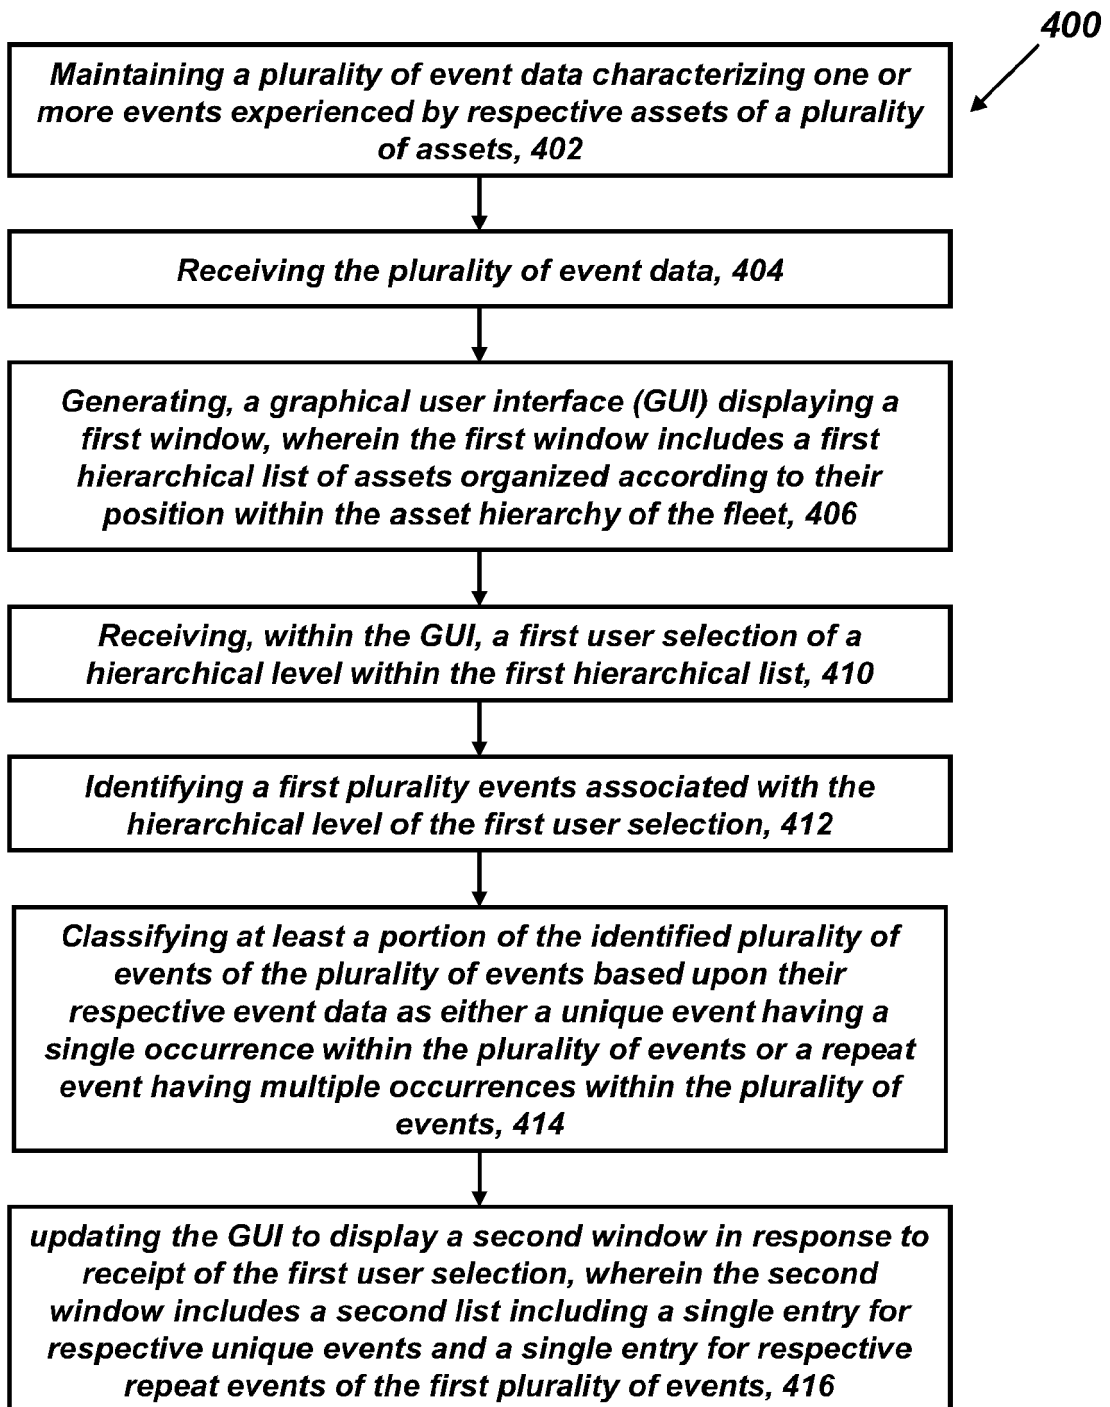 400
Maintaining a plurality of event data characterizing one or
more events experienced by respective assets of a plurality
of assets, 402
Receiving the plurality of event data, 404
Generating, a graphical user interface (GUI) displaying a
first window, wherein the first window includes a first
hierarchical list of assets organized according to their
position within the asset hierarchy of the fleet, 406
Receiving, within the GUI, a first user selection of a
hierarchical level within the first hierarchical list, 410
Identifying a first plurality events associated with the
hierarchical level of the first user selection, 412
Classifying at least a portion of the identified plurality of
events of the plurality of events based upon their
respective event data as either a unique event having a
single occurrence within the plurality of events or a repeat
event having multiple occurrences within the plurality of
events, 414
updating the GUI to display a second window in response to
receipt of the first user selection, wherein the second
window includes a second list including a single entry for
respective unique events and a single entry for respective
repeat events of the first plurality of events, 416